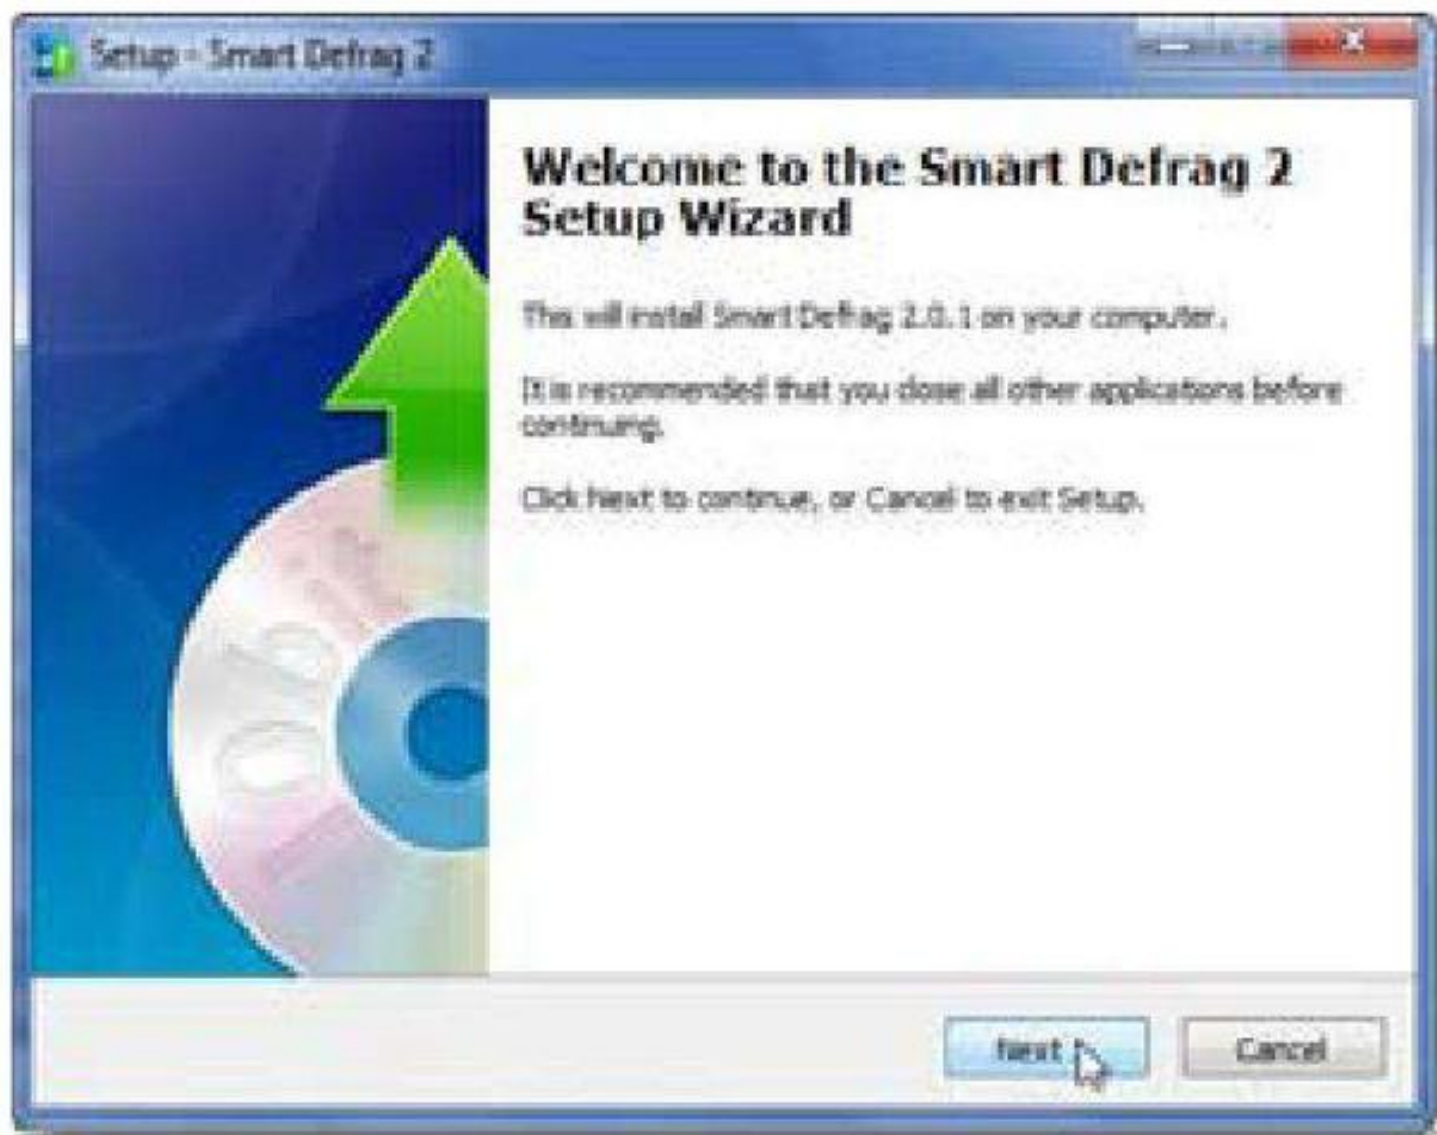 Setup - Smart Defrag 2
Welcome to the Smart Defrag 2
Setup Wizard
This will install Smart Defrag 2.0.1 on your computer.
It is recommended that you close all other applications before
continuing.
Click Next to continue, or Cancel to exit Setup.
Next
Cancel